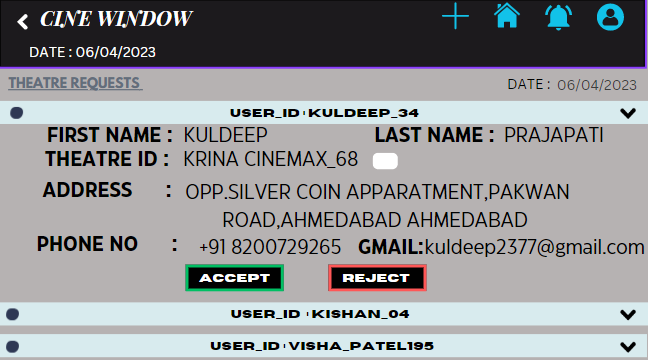 CINE WINDOW
DATE : 06/04/2023
THEATRE REQUESTS DATE : 06/04/2023
USER_ID : KULDEEP_34
FIRST NAME : KULDEEP LAST NAME : PRAJAPATI
THEATRE ID : KRINA CINEMAX_68
ADDRESS : OPP.SILVER COIN APPARATMENT,PAKWAN
ROAD,AHMEDABAD AHMEDABAD
PHONE NO : +91 8200729265 GMAIL:kuldeep2377@gmail.com
ACCEPT REJECT
USER_ID : KISHAN_04
USER_ID : VISHA_PATEL195